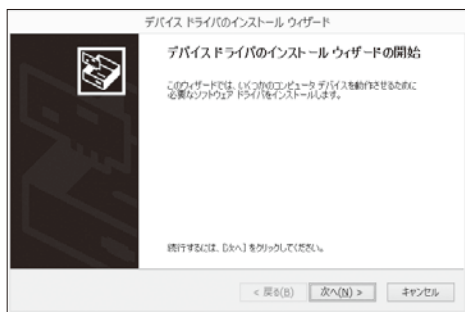 デバイス ドライバのインストール ウィザード
デバイス ドライバのインストール ウィザードの開始
このウィザードでは、いくつかのコンピュータ デバイスを動作させるために
必要なソフトウェア ドライバをインストールします。
続行するには、[次へ] をクリックしてください。
< 戻る(B)
次へ(N) >
キャンセル